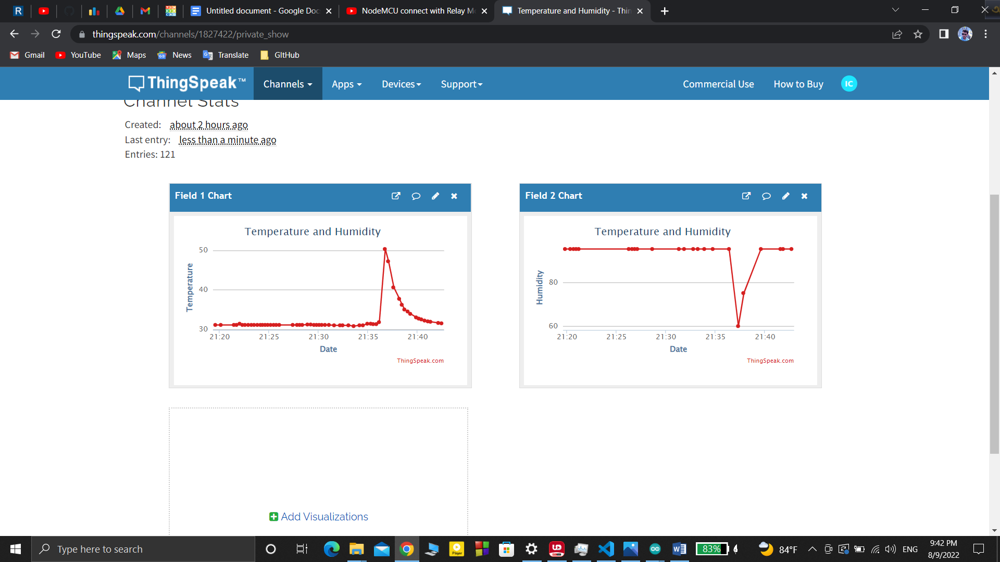 Untitled document - Google Doc
NodeMCU connect with Relay M
Temperature and Humidity - Thin
thingspeak.com/channels/1827422/private_show
Gmail YouTube Maps News Translate GItHub
ThingSpeak™ Channels Apps Devices Support Commercial Use How to Buy IC
Channel Stats
Created: about 2 hours ago
Last entry: less than a minute ago
Entries: 121
Field 1 Chart
Temperature and Humidity
Temperature
50
40
30
21:20 21:25 21:30 21:35 21:40
Date
ThingSpeak.com
Field 2 Chart
Temperature and Humidity
Humidity
80
60
21:20 21:25 21:30 21:35 21:40
Date
ThingSpeak.com
Add Visualizations
Type here to search
83%
84°F
ENG
9:42 PM
8/9/2022